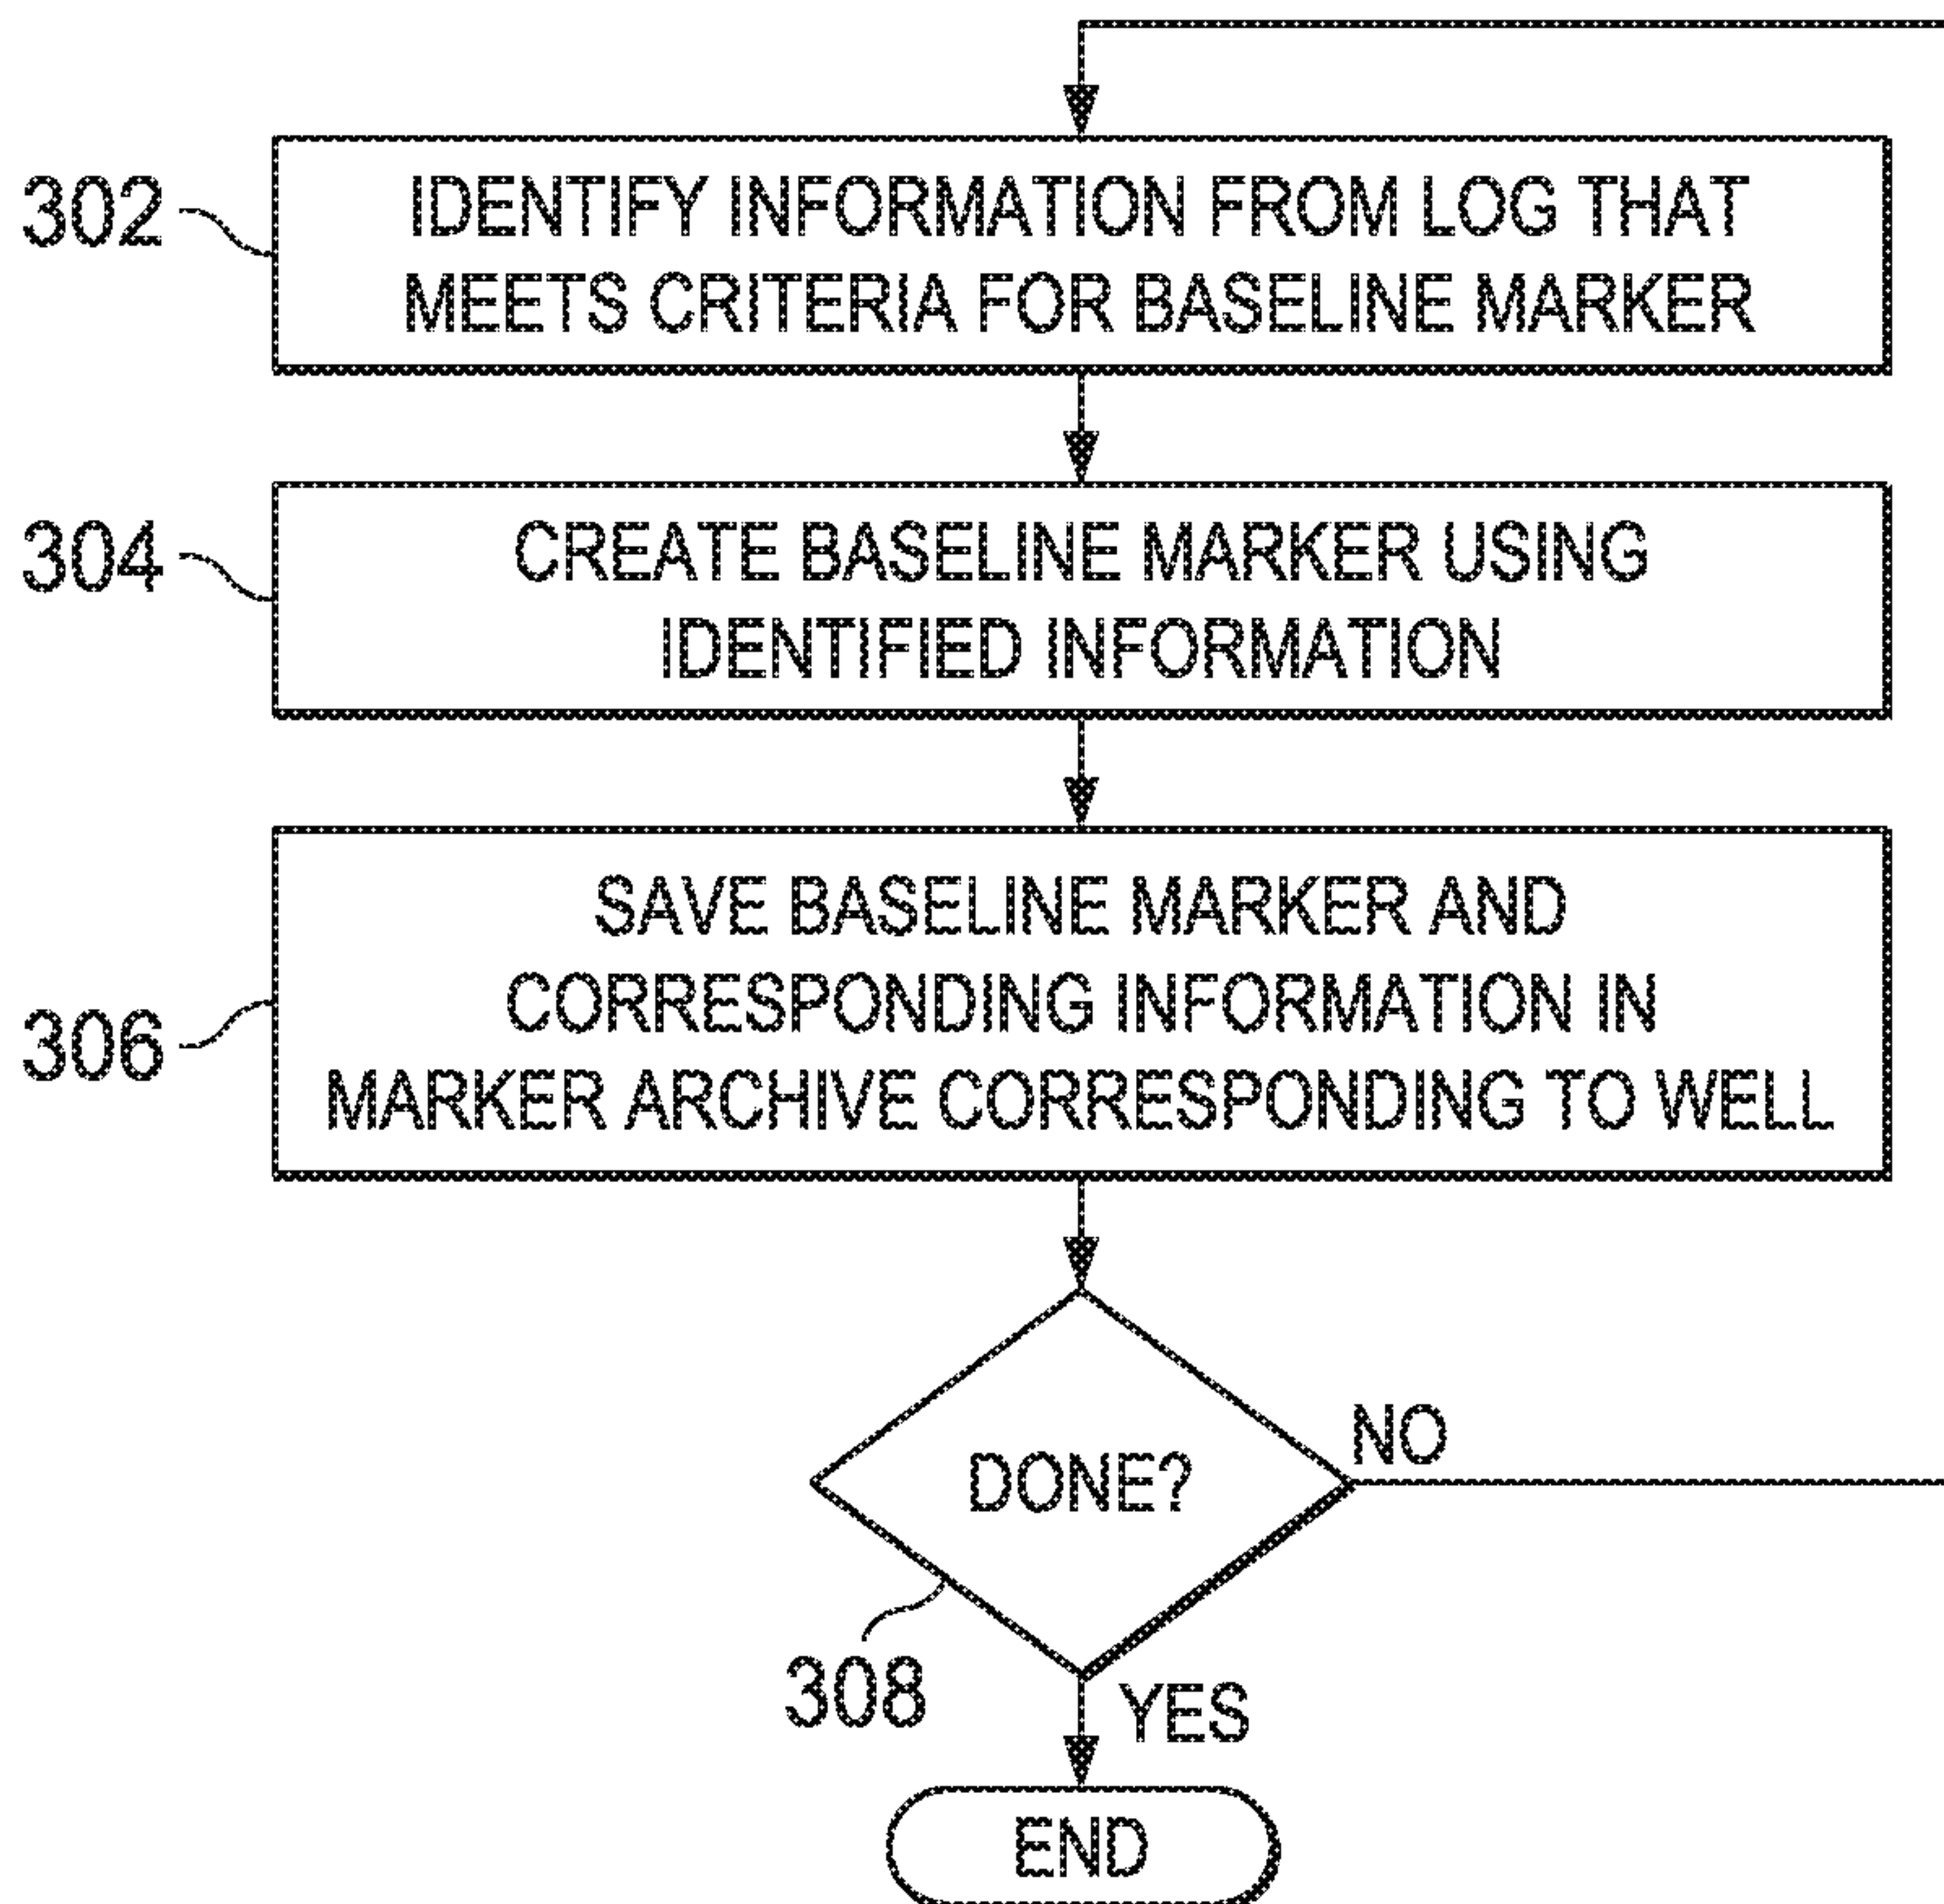 302
IDENTIFY INFORMATION FROM LOG THAT
MEETS CRITERIA FOR BASELINE MARKER
304
CREATE BASELINE MARKER USING
IDENTIFIED INFORMATION
306
SAVE BASELINE MARKER AND
CORRESPONDING INFORMATION IN
MARKER ARCHIVE CORRESPONDING TO WELL
DONE?
NO
308
YES
END